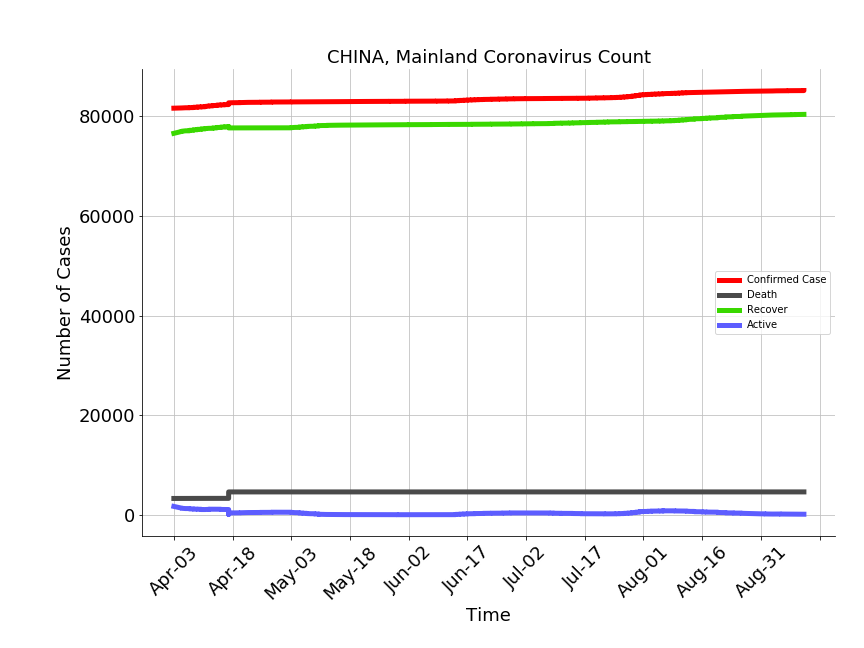 CHINA, Mainland Coronavirus Count
80000
60000
40000
20000
0
Number of Cases
Confirmed Case
Death
Recover
Active
Apr-03
Apr-18
May-03
May-18
Jun-02
Jun-17
Jul-02
Jul-17
Aug-01
Aug-16
Aug-31
Time